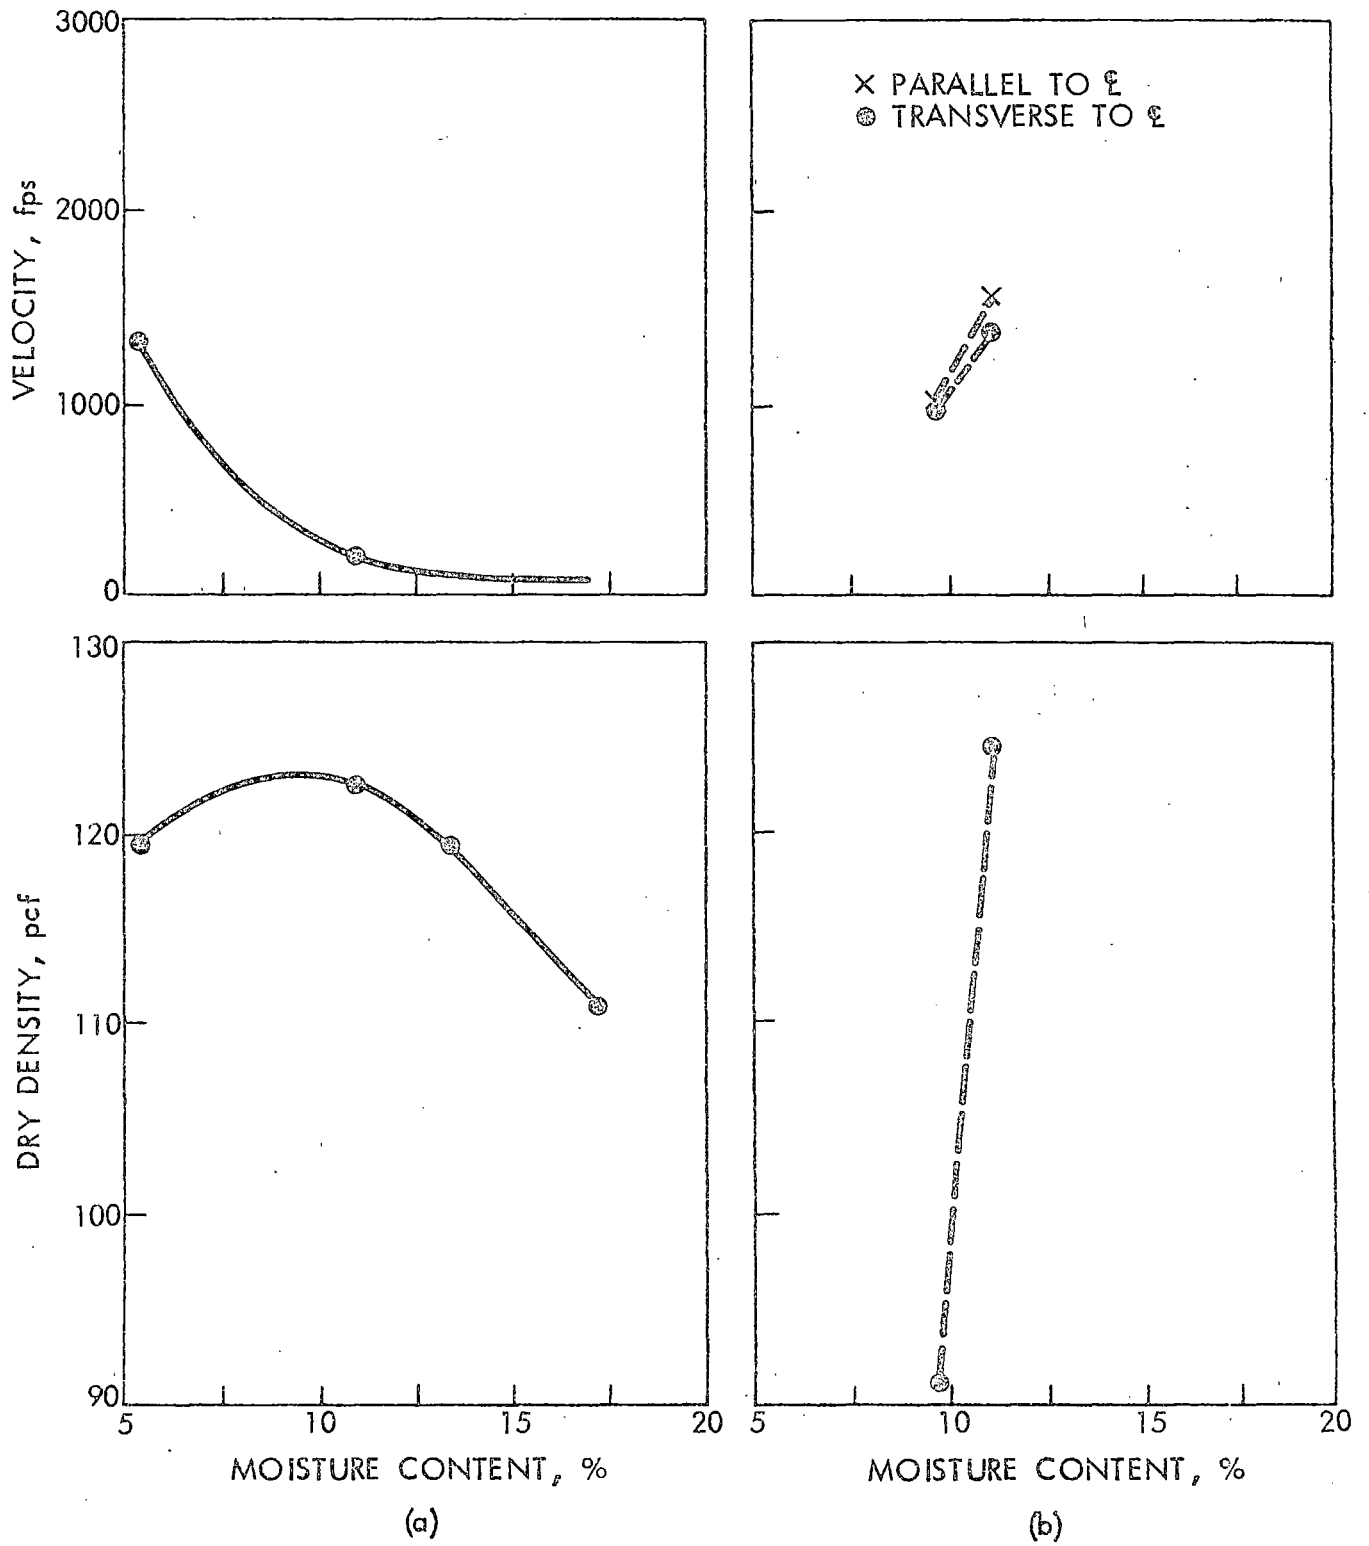 3000
2000
1000
0
VELOCITY, fps
× PARALLEL TO ℄
TRANSVERSE TO ℄
130
120
110
100
90
DRY DENSITY, pcf
5 10 15 20
MOISTURE CONTENT, %
(a)
5 10 15 20
MOISTURE CONTENT, %
(b)